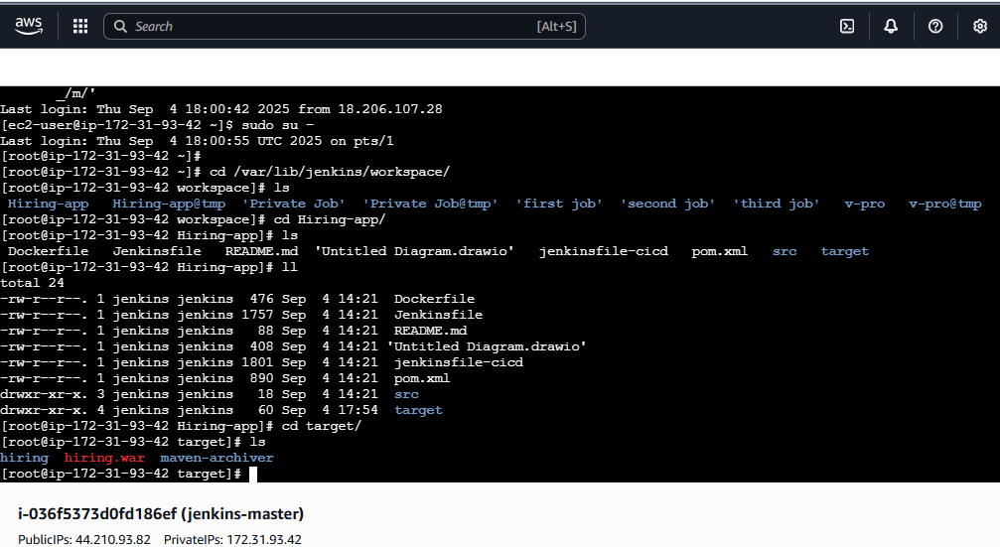 aws Search [Alt+S]
_/m/'
Last login: Thu Sep  4 18:00:42 2025 from 18.206.107.28
[ec2-user@ip-172-31-93-42 ~]$ sudo su -
Last login: Thu Sep  4 18:00:55 UTC 2025 on pts/1
[root@ip-172-31-93-42 ~]#
[root@ip-172-31-93-42 ~]# cd /var/lib/jenkins/workspace/
[root@ip-172-31-93-42 workspace]# ls
Hiring-app   Hiring-app@tmp  'Private Job'  'Private Job@tmp'  'first job'  'second job'  'third job'   v-pro   v-pro@tmp
[root@ip-172-31-93-42 workspace]# cd Hiring-app/
[root@ip-172-31-93-42 Hiring-app]# ls
Dockerfile   Jenkinsfile   README.md  'Untitled Diagram.drawio'   jenkinsfile-cicd   pom.xml   src   target
[root@ip-172-31-93-42 Hiring-app]# ll
total 24
-rw-r--r--. 1 jenkins jenkins  476 Sep  4 14:21  Dockerfile
-rw-r--r--. 1 jenkins jenkins 1757 Sep  4 14:21  Jenkinsfile
-rw-r--r--. 1 jenkins jenkins   88 Sep  4 14:21  README.md
-rw-r--r--. 1 jenkins jenkins  408 Sep  4 14:21 'Untitled Diagram.drawio'
-rw-r--r--. 1 jenkins jenkins 1801 Sep  4 14:21  jenkinsfile-cicd
-rw-r--r--. 1 jenkins jenkins  890 Sep  4 14:21  pom.xml
drwxr-xr-x. 3 jenkins jenkins   18 Sep  4 14:21  src
drwxr-xr-x. 4 jenkins jenkins   60 Sep  4 17:54  target
[root@ip-172-31-93-42 Hiring-app]# cd target/
[root@ip-172-31-93-42 target]# ls
hiring  hiring.war  maven-archiver
[root@ip-172-31-93-42 target]#
i-036f5373d0fd186ef (jenkins-master)
PublicIPs: 44.210.93.82   PrivateIPs: 172.31.93.42